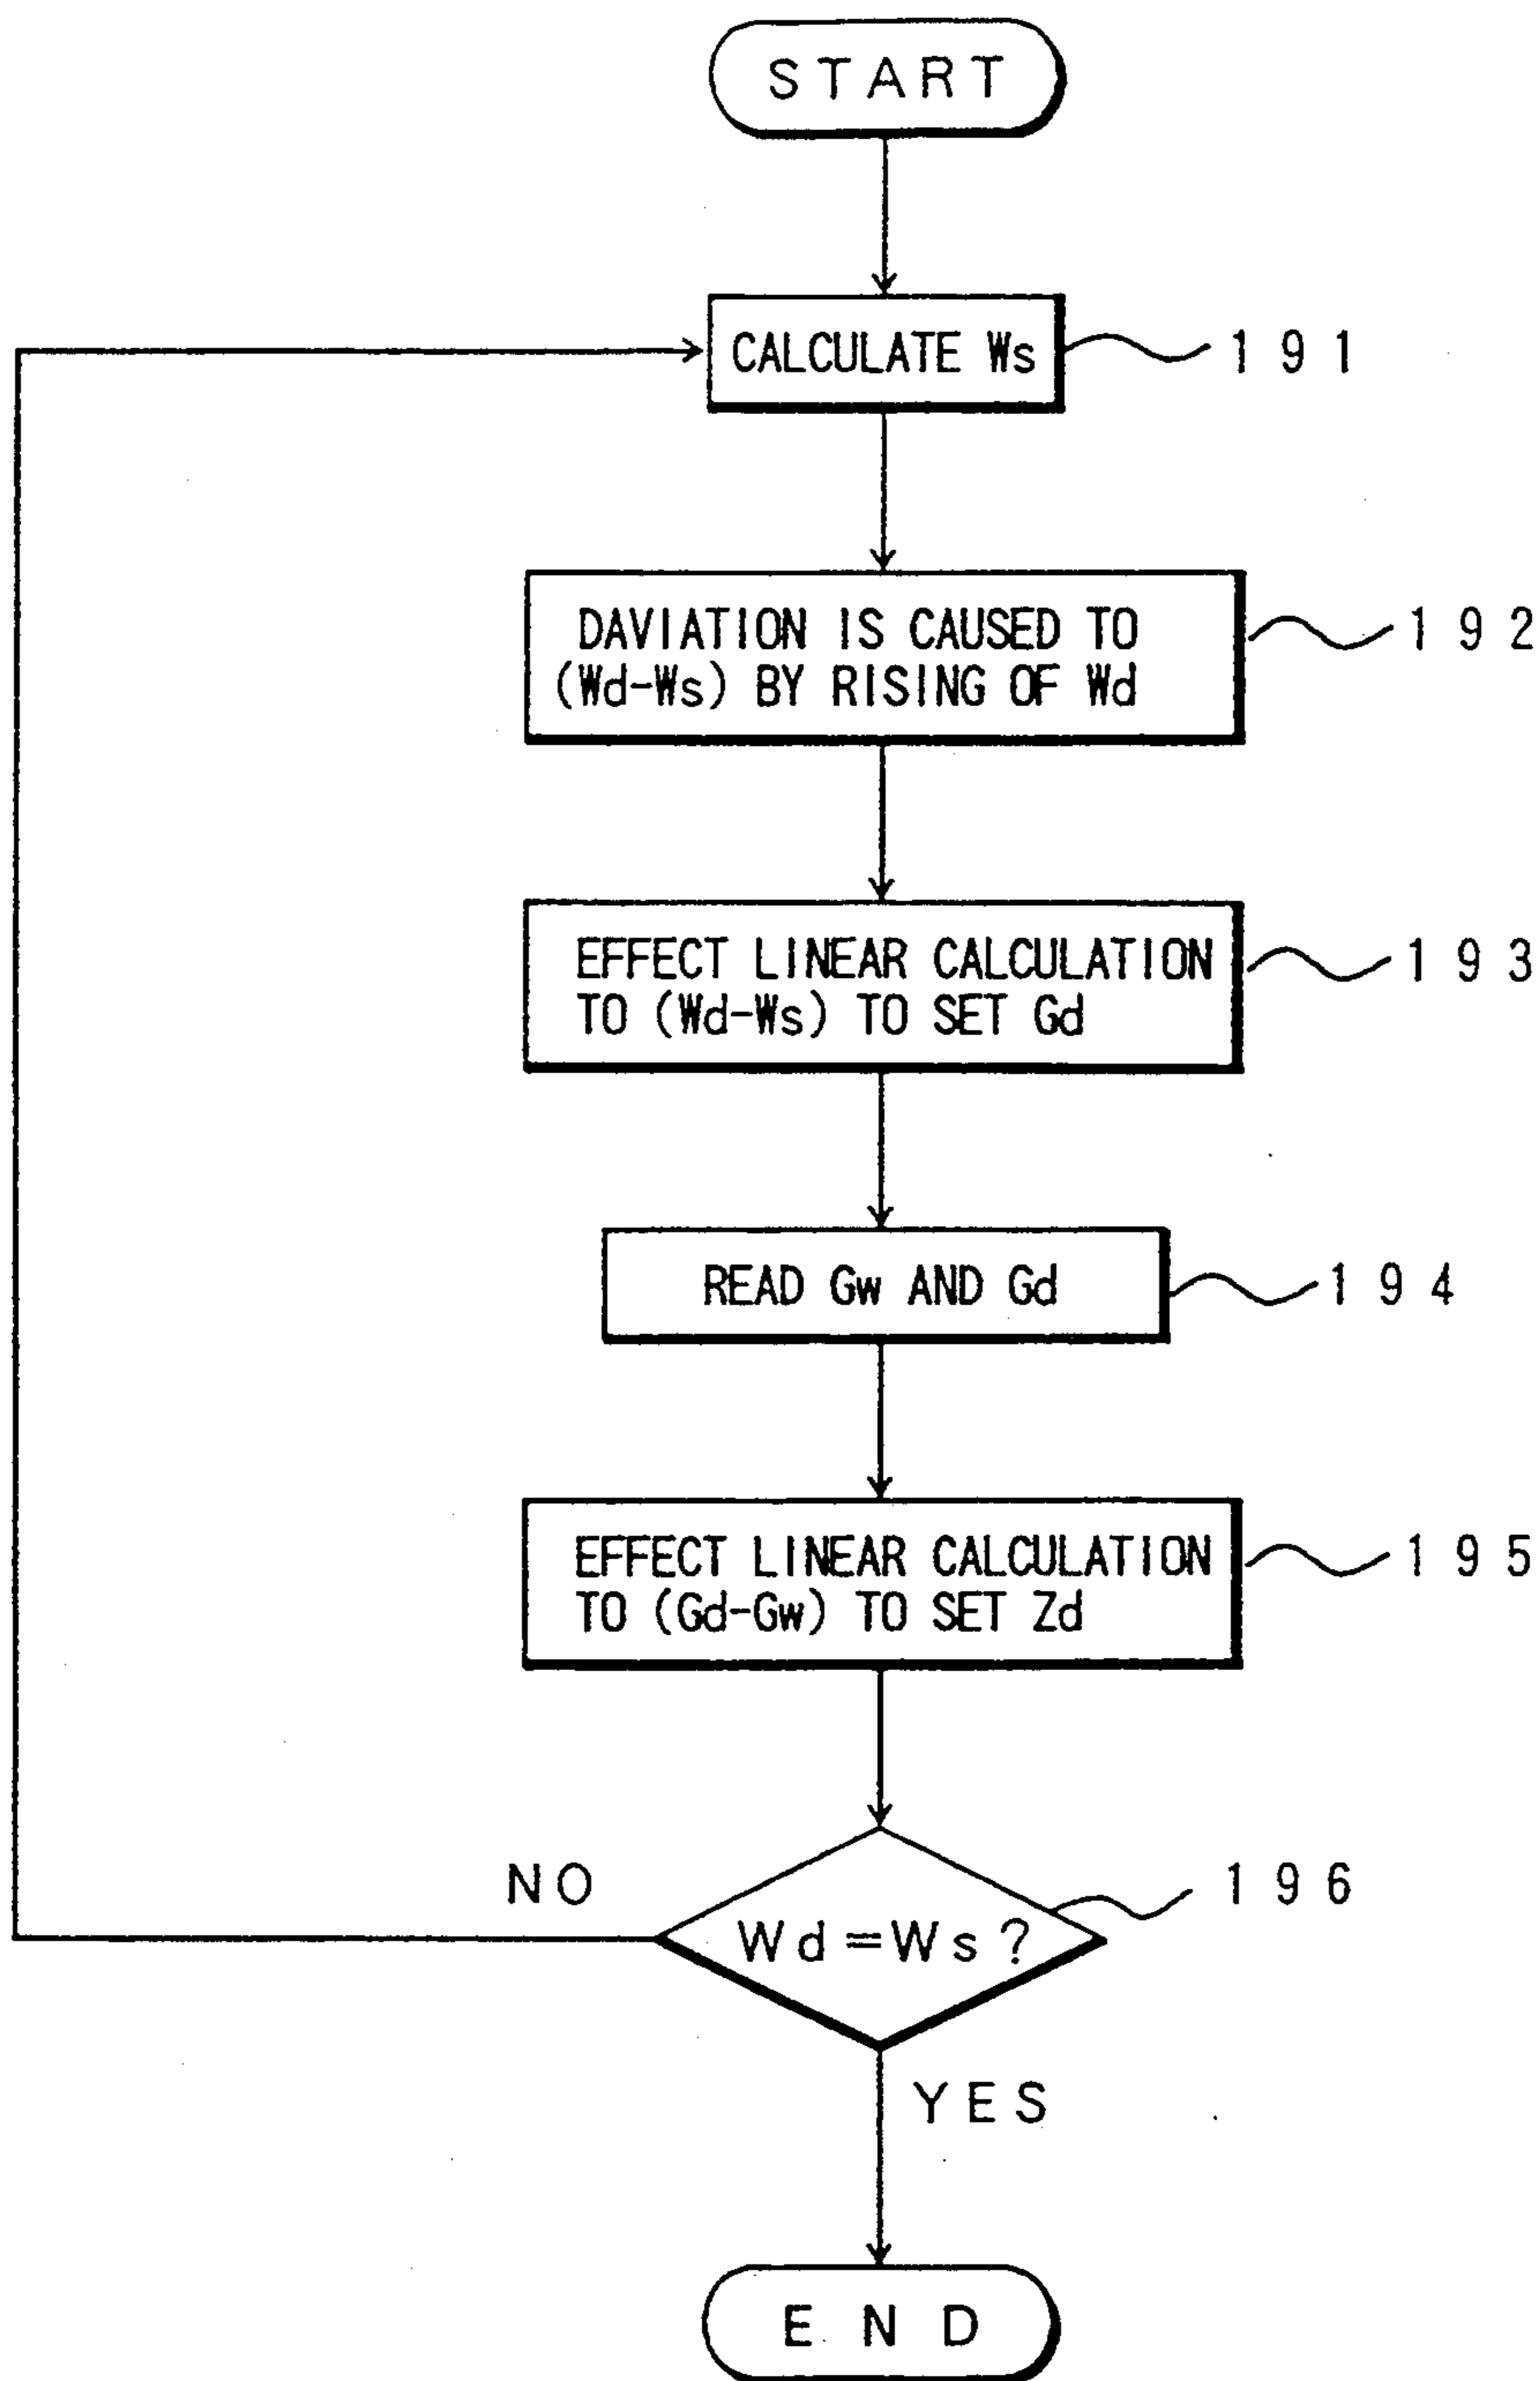 START
CALCULATE Ws
191
DAVIATION IS CAUSED TO
(Wd-Ws) BY RISING OF Wd
192
EFFECT LINEAR CALCULATION
TO (Wd-Ws) TO SET Gd
193
READ Gw AND Gd
194
EFFECT LINEAR CALCULATION
TO (Gd-Gw) TO SET Zd
195
NO
Wd=Ws?
196
YES
END